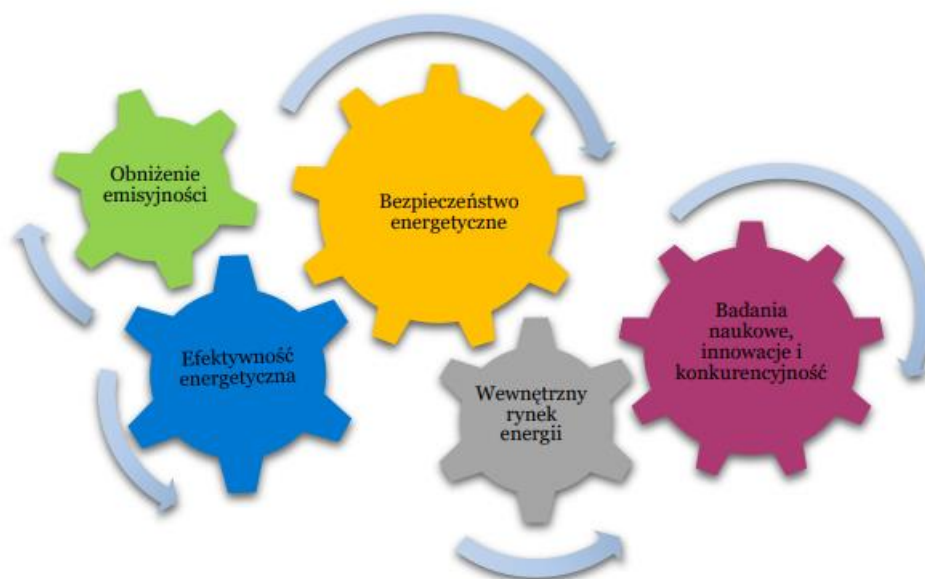 Obniżenie
emisyjności
Bezpieczeństwo
energetyczne
Efektywność
energetyczna
Wewnętrzny
rynek
energii
Badania
naukowe,
innowacje i
konkurencyjność